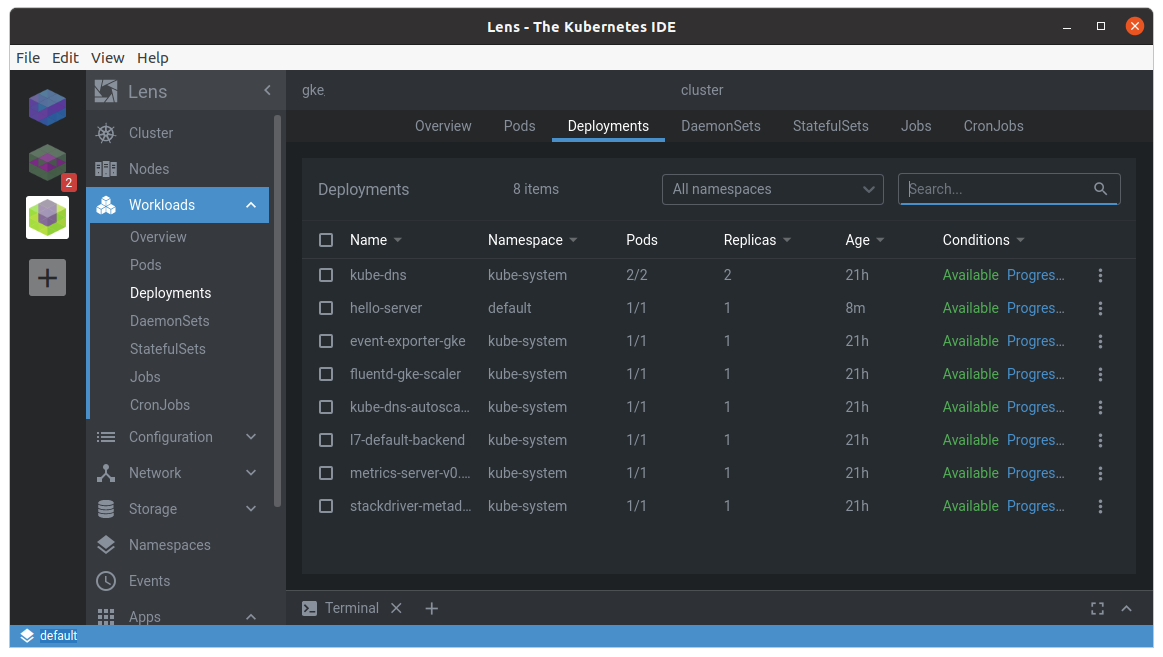 Lens - The Kubernetes IDE
File Edit View Help
2
Lens
Cluster
Nodes
Workloads
Overview
Pods
Deployments
DaemonSets
StatefulSets
Jobs
CronJobs
Configuration
Network
Storage
Namespaces
Events
Apps
gke cluster
Overview Pods Deployments DaemonSets StatefulSets Jobs CronJobs
Deployments 8 items All namespaces Search...
Name Namespace Pods Replicas Age Conditions
kube-dns kube-system 2/2 2 21h Available Progres...
hello-server default 1/1 1 8m Available Progres...
event-exporter-gke kube-system 1/1 1 21h Available Progres...
fluentd-gke-scaler kube-system 1/1 1 21h Available Progres...
kube-dns-autosca... kube-system 1/1 1 21h Available Progres...
l7-default-backend kube-system 1/1 1 21h Available Progres...
metrics-server-v0.... kube-system 1/1 1 21h Available Progres...
stackdriver-metad... kube-system 1/1 1 21h Available Progres...
Terminal
default